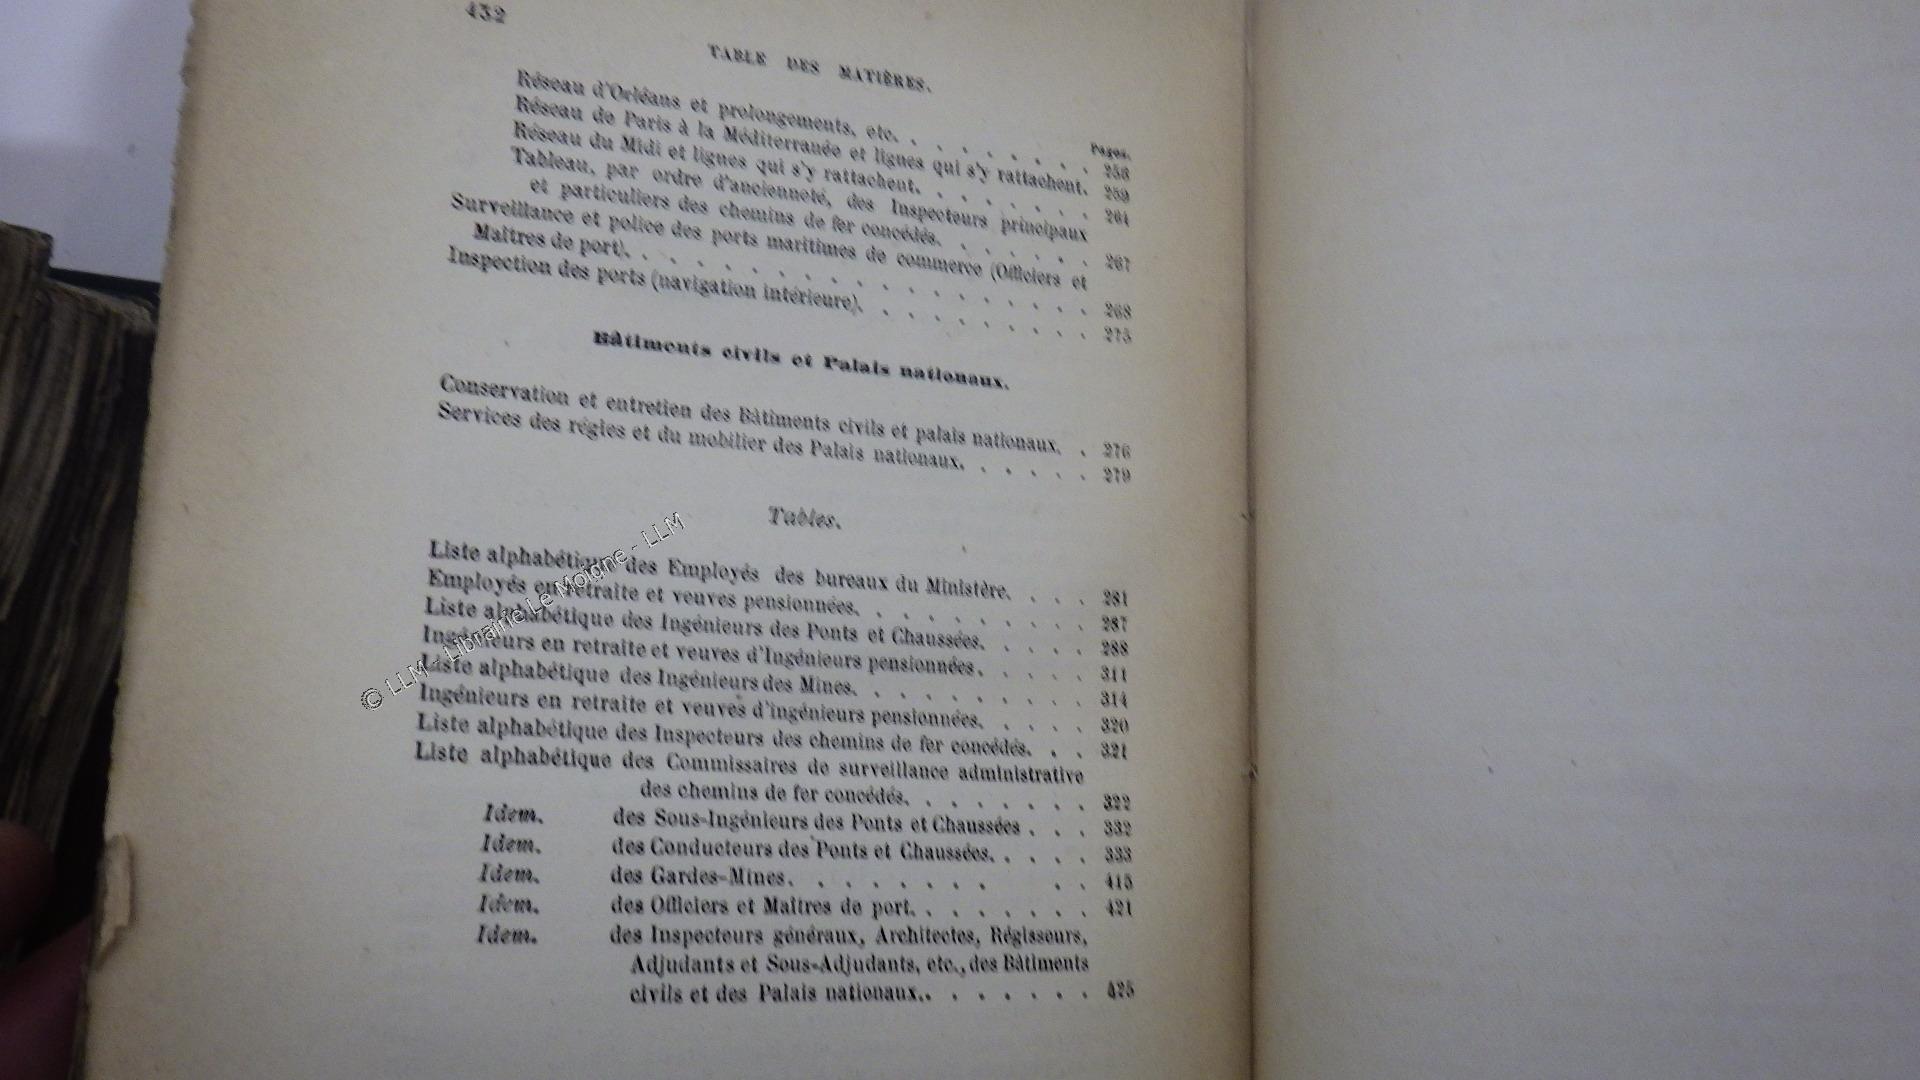 432
TABLE DES MATIÈRES.
Pages.
Réseau d'Orléans et prolongements, etc. . . . . . . . . 256
Réseau de Paris à la Méditerranée et lignes qui s'y rattachent. 259
Réseau du Midi et lignes qui s'y rattachent. . . . . . . . 264
Tableau, par ordre d'ancienneté, des Inspecteurs principaux
et particuliers des chemins de fer concédés. . . . . . . 267
Surveillance et police des ports maritimes de commerce (Officiers et
Maîtres de port). . . . . . . . . . . . . . . . . . 268
Inspection des ports (navigation intérieure). . . . . . . . . . 275
Bâtiments civils et Palais nationaux.
Conservation et entretien des Bâtiments civils et palais nationaux. . 276
Services des régies et du mobilier des Palais nationaux. . . . . . 279
Tables.
Liste alphabétique des Employés des bureaux du Ministère. . . . 281
Employés en retraite et veuves pensionnées. . . . . . . . . . 287
Liste alphabétique des Ingénieurs des Ponts et Chaussées. . . . . 288
Ingénieurs en retraite et veuves d'Ingénieurs pensionnées. . . . . 311
Liste alphabétique des Ingénieurs des Mines. . . . . . . . . . 314
Ingénieurs en retraite et veuves d'ingénieurs pensionnées. . . . . 320
Liste alphabétique des Inspecteurs des chemins de fer concédés. . . 321
Liste alphabétique des Commissaires de surveillance administrative
des chemins de fer concédés. . . . . . . . 322
Idem. des Sous-Ingénieurs des Ponts et Chaussées . . . 332
Idem. des Conducteurs des Ponts et Chaussées. . . . . 333
Idem. des Gardes-Mines. . . . . . . . . . 415
Idem. des Officiers et Maîtres de port. . . . . . . . 421
Idem. des Inspecteurs généraux, Architectes, Régisseurs,
Adjudants et Sous-Adjudants, etc., des Bâtiments
civils et des Palais nationaux.. . . . . . . 425
© LLM - Librairie Le Moigne - LLM